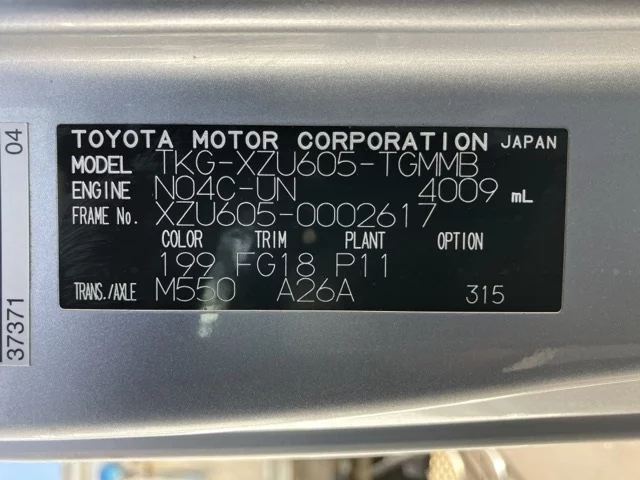 TOYOTA MOTOR CORPORATION JAPAN
MODEL TKG-XZU605-TGMMB
ENGINE N04C-UN 4009 mL
FRAME No. XZU605-0002617
COLOR TRIM PLANT OPTION
199 FG18 P11
TRANS./AXLE M550 A26A 315
37371 04